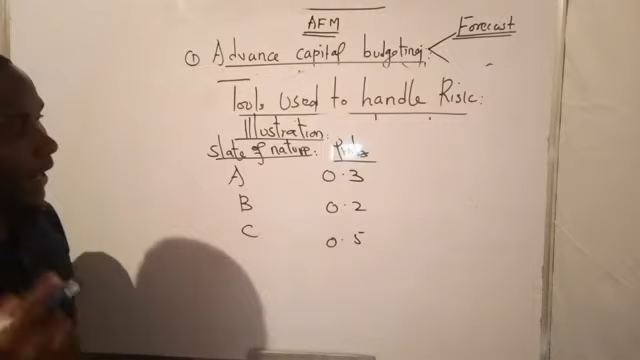 AFM
Forecast
① Advance capital budgeting
Tools Used to handle Risk:
Illustration:
State of nature:
A 0.3
B 0.2
C 0.5